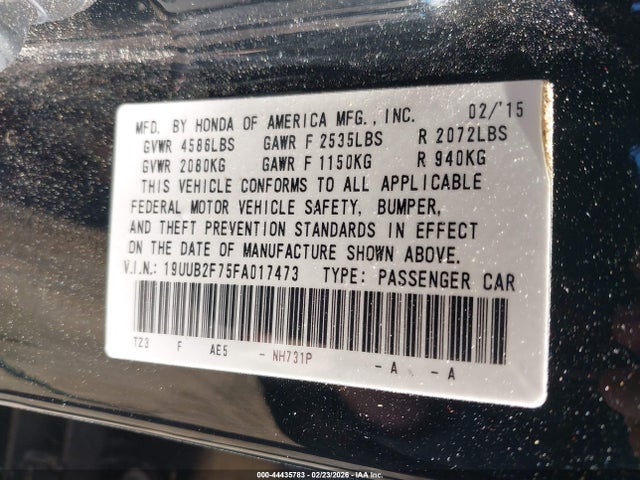 MFD. BY HONDA OF AMERICA MFG., INC. 02/'15
GVWR 4586LBS GAWR F 2535LBS R 2072LBS
GVWR 2080KG GAWR F 1150KG R 940KG
THIS VEHICLE CONFORMS TO ALL APPLICABLE
FEDERAL MOTOR VEHICLE SAFETY, BUMPER,
AND THEFT PREVENTION STANDARDS IN EFFECT
ON THE DATE OF MANUFACTURE SHOWN ABOVE.
V.I.N.: 19UUB2F75FA017473 TYPE: PASSENGER CAR
TZ3 F AE5 - NH731P - A - A
000-44435783 - 02/23/2026 - IAA Inc.